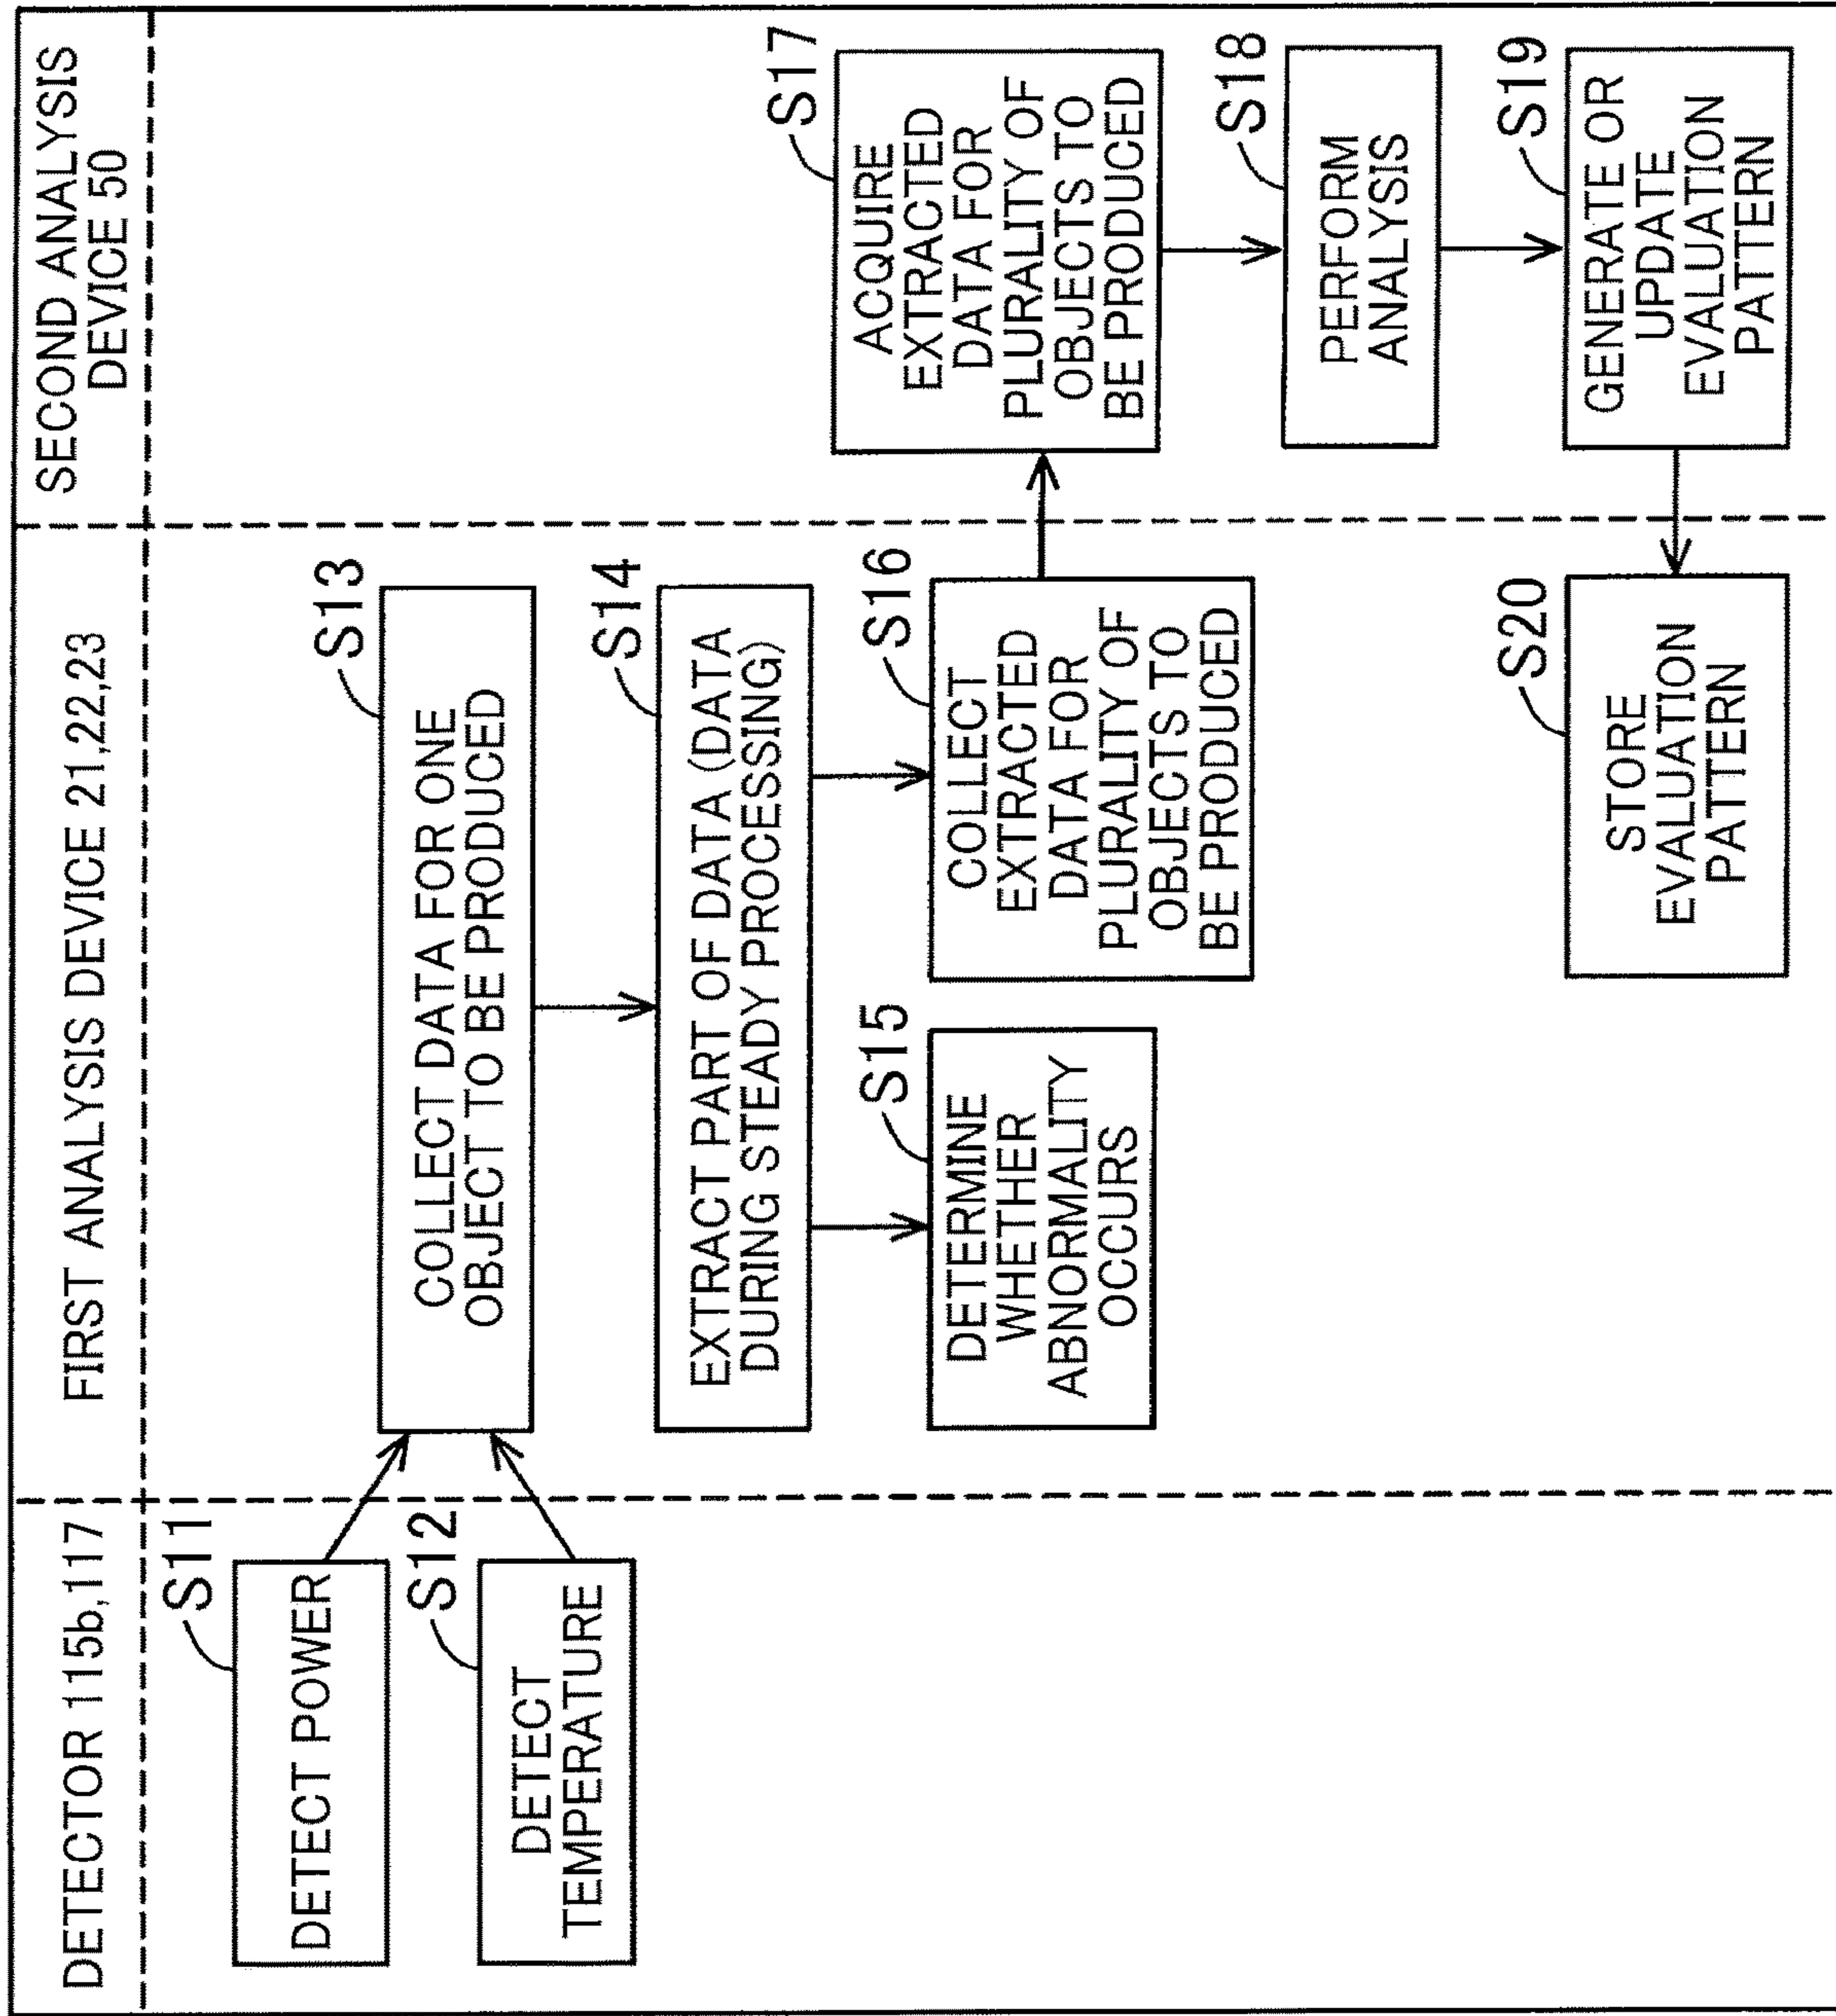 DETECTOR 115b,117
FIRST ANALYSIS DEVICE 21,22,23
SECOND ANALYSIS
DEVICE 50
S11
DETECT POWER
S12
DETECT
TEMPERATURE
S13
COLLECT DATA FOR ONE
OBJECT TO BE PRODUCED
S14
EXTRACT PART OF DATA (DATA
DURING STEADY PROCESSING)
S15
DETERMINE
WHETHER
ABNORMALITY
OCCURS
S16
COLLECT
EXTRACTED
DATA FOR
PLURALITY OF
OBJECTS TO
BE PRODUCED
S17
ACQUIRE
EXTRACTED
DATA FOR
PLURALITY OF
OBJECTS TO
BE PRODUCED
S18
PERFORM
ANALYSIS
S19
GENERATE OR
UPDATE
EVALUATION
PATTERN
S20
STORE
EVALUATION
PATTERN